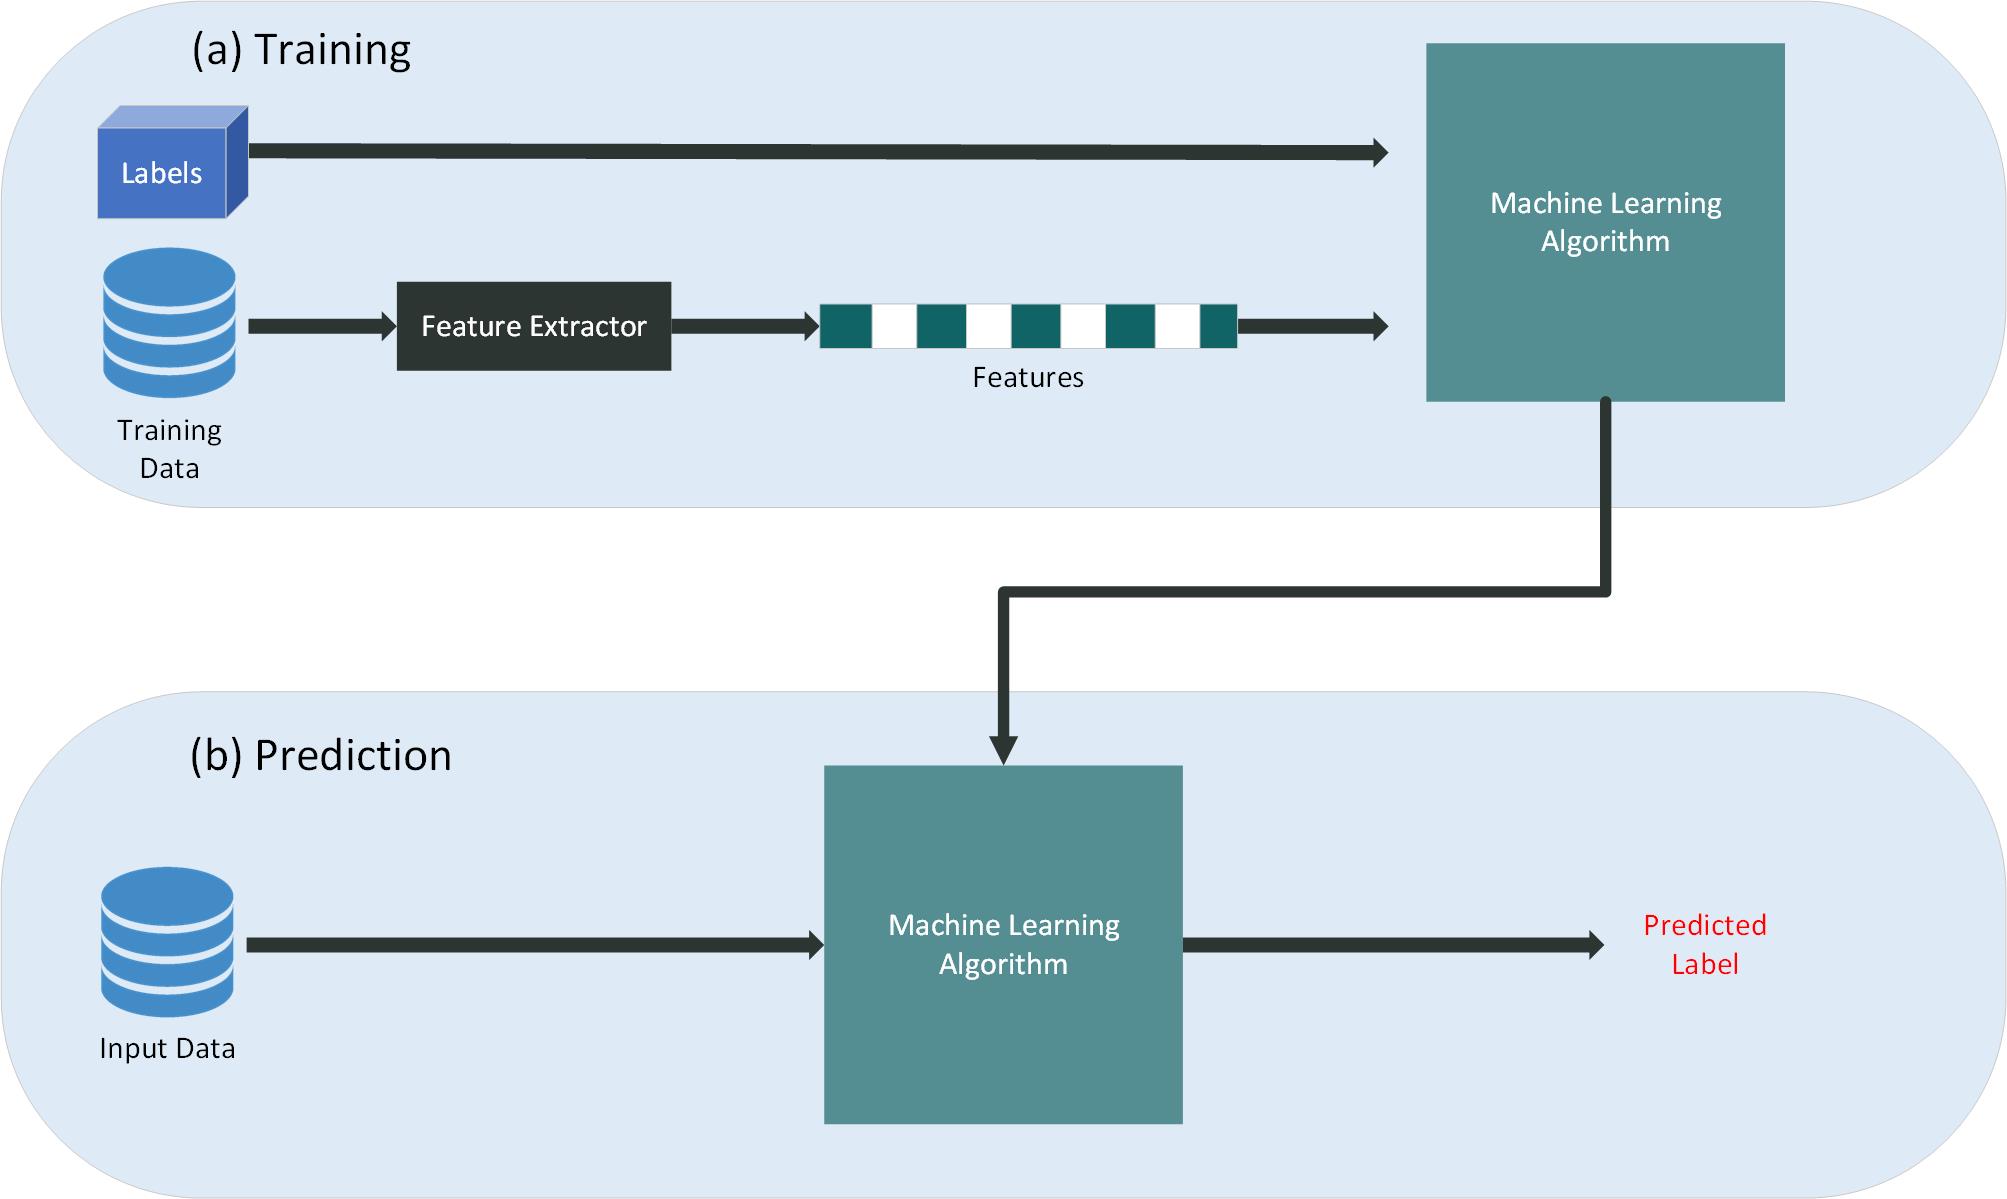 (a) Training
Labels
Machine Learning
Algorithm
Feature Extractor
Features
Training
Data
(b) Prediction
Machine Learning
Algorithm
Predicted
Label
Input Data